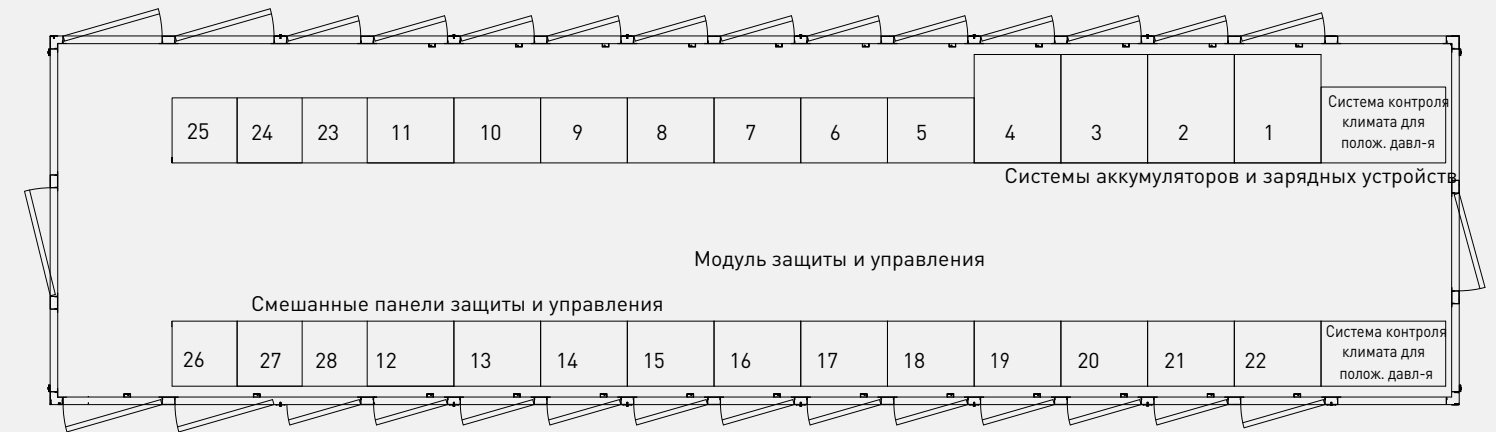 25 24 23 11 10 9 8 7 6 5 4 3 2 1
Система контроля
климата для
полож. давл-я
Системы аккумуляторов и зарядных устройств
Модуль защиты и управления
Смешанные панели защиты и управления
26 27 28 12 13 14 15 16 17 18 19 20 21 22
Система контроля
климата для
полож. давл-я